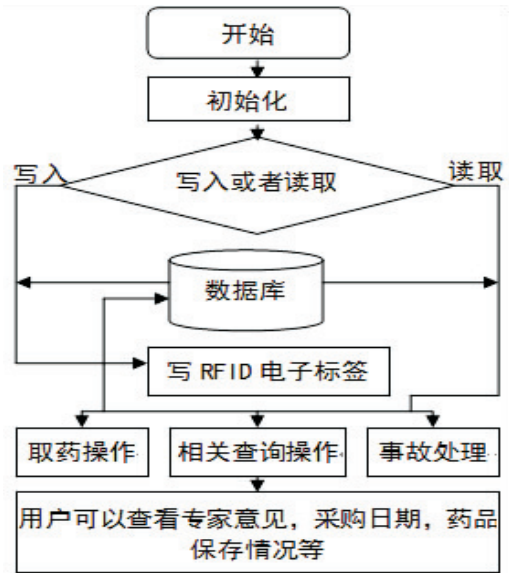 开始
初始化
写入
写入或者读取
读取
数据库
写 RFID 电子标签
取药操作
相关查询操作
事故处理
用户可以查看专家意见，采购日期，药品
保存情况等